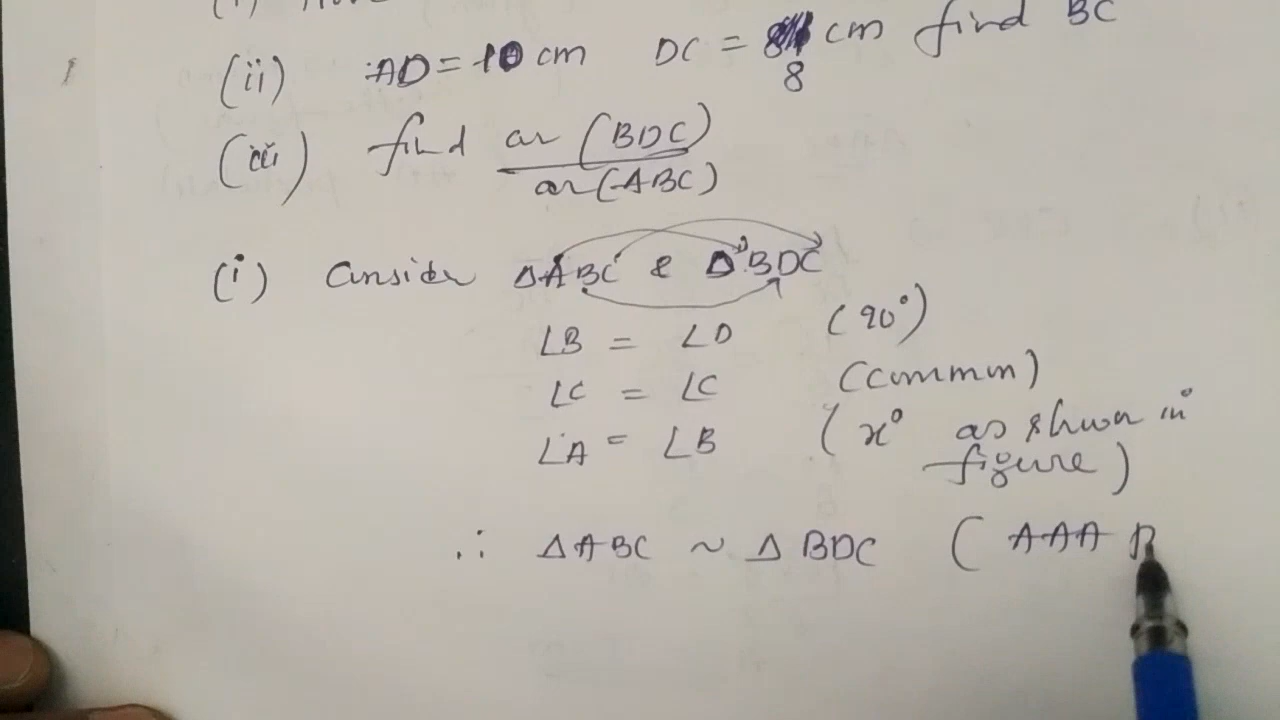 (ii) AD = 10 cm DC = 8 cm find BC
(iii) find ar (BDC)
ar (ABC)
(i) Consider ΔABC & ΔBDC
∠B = ∠D (90°)
∠C = ∠C (common)
∠A = ∠B (x° as shown in
figure)
∴ ΔABC ~ ΔBDC (AAA